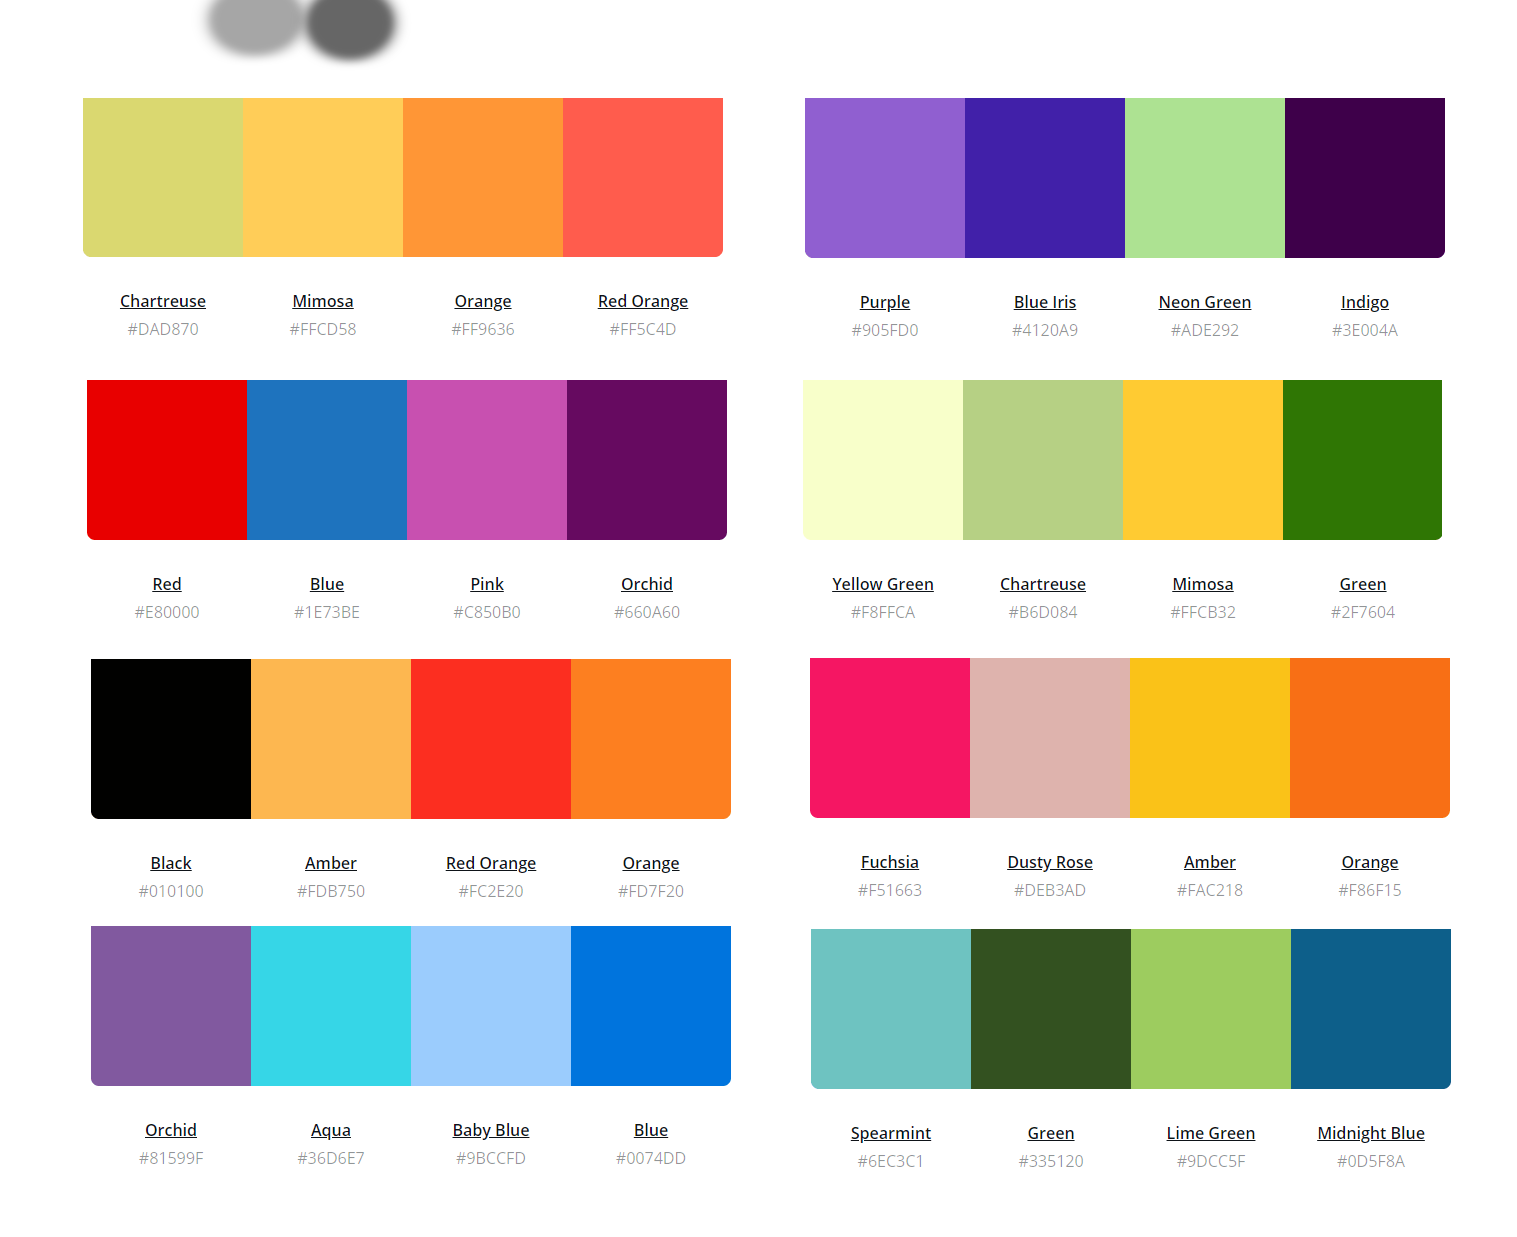 Chartreuse Mimosa Orange Red Orange
#DAD870 #FFCD58 #FF9636 #FF5C4D
Purple Blue Iris Neon Green Indigo
#905FD0 #4120A9 #ADE292 #3E004A
Red Blue Pink Orchid
#E80000 #1E73BE #C850B0 #660A60
Yellow Green Chartreuse Mimosa Green
#F8FFCA #B6D084 #FFCB32 #2F7604
Black Amber Red Orange Orange
#010100 #FDB750 #FC2E20 #FD7F20
Fuchsia Dusty Rose Amber Orange
#F51663 #DEB3AD #FAC218 #F86F15
Orchid Aqua Baby Blue Blue
#81599F #36D6E7 #9BCCFD #0074DD
Spearmint Green Lime Green Midnight Blue
#6EC3C1 #335120 #9DCC5F #0D5F8A